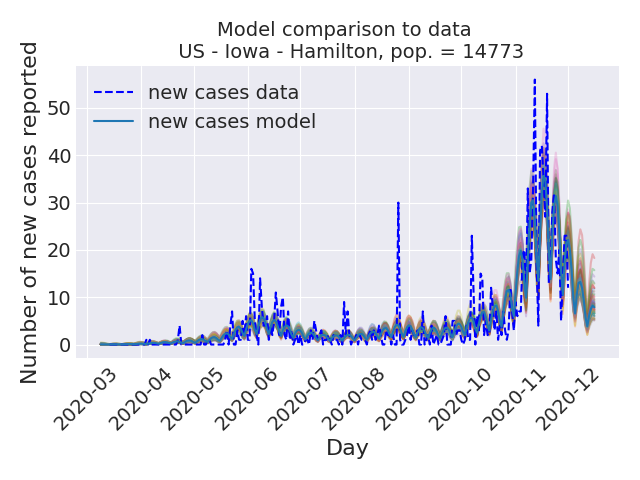 Model comparison to data
US - Iowa - Hamilton, pop. = 14773
Number of new cases reported
new cases data
new cases model
50
40
30
20
10
0
2020-03
2020-04
2020-05
2020-06
2020-07
2020-08
2020-09
2020-10
2020-11
2020-12
Day